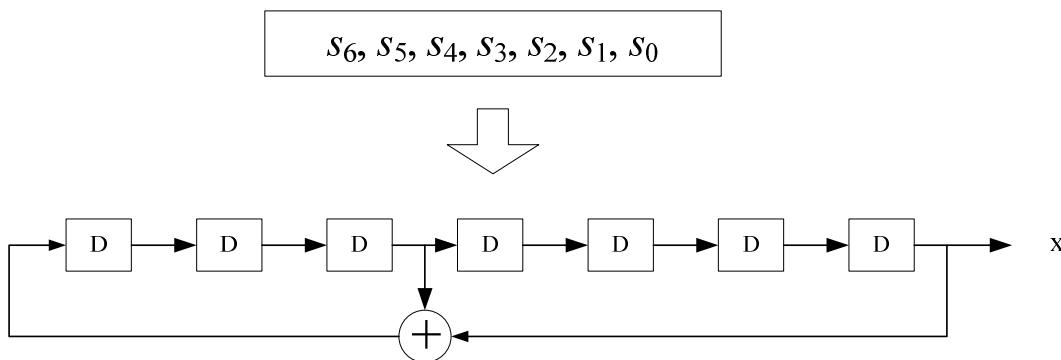 s₆, s₅, s₄, s₃, s₂, s₁, s₀
D D D D D D D x
+